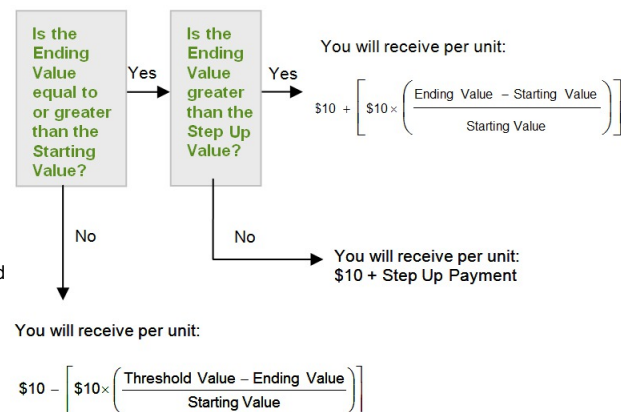 Is the
Ending
Value
equal to
or greater
than the
Starting
Value?
Yes
Is the
Ending
Value
greater
than the
Step Up
Value?
Yes
You will receive per unit:
$10 + [ $10 × ( Ending Value – Starting Value
Starting Value ) ]
No
No
You will receive per unit:
$10 + Step Up Payment
d
You will receive per unit:
$10 – [ $10× ( Threshold Value – Ending Value
Starting Value ) ]